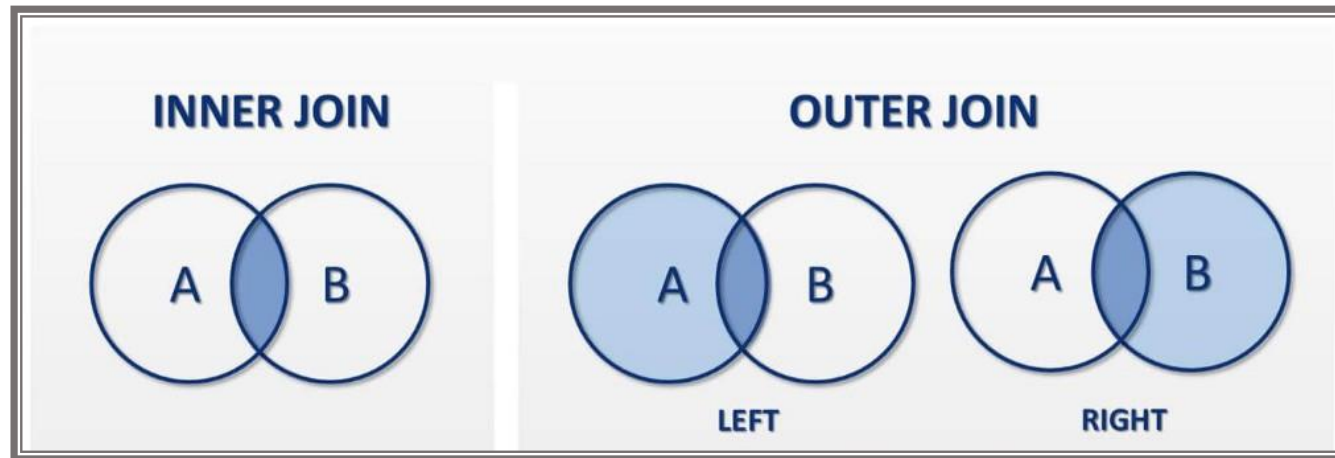 INNER JOIN
OUTER JOIN
A B
A B
A B
LEFT
RIGHT